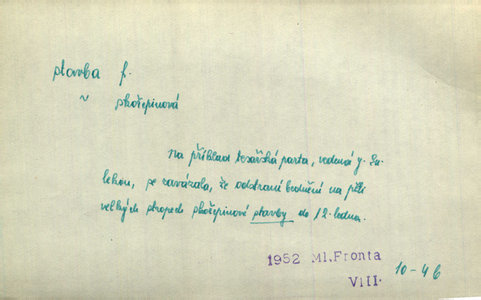 stavba f.
~ skořepinová
Na příklad tesařská parta, vedená J. Su-
lekou, se zavázala, že odstraní bednění na pěti
velkých stropech skořepinové stavby do 12. ledna.
1952 Ml. Fronta
VIII. 10-46